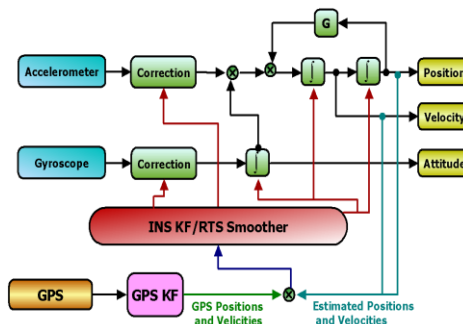 G
Accelerometer
Correction
∫
∫
Position
Velocity
Gyroscope
Correction
∫
Attitude
INS KF/RTS Smoother
GPS
GPS KF
GPS Positions
and Velicities
Estimated Positions
and Velocities